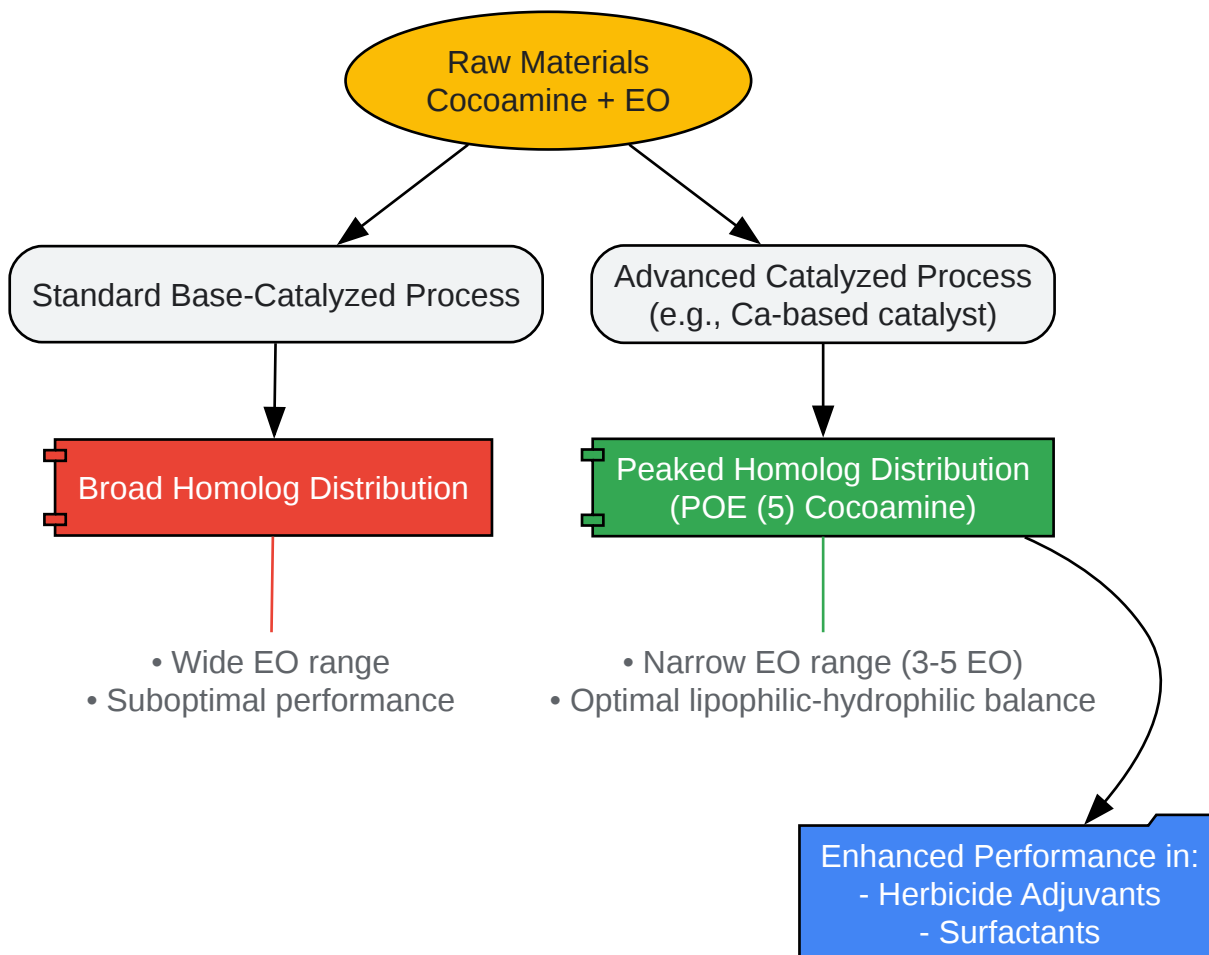 Raw Materials
Cocoamine + EO
Standard Base-Catalyzed Process
Advanced Catalyzed Process
(e.g., Ca-based catalyst)
Broad Homolog Distribution
Peaked Homolog Distribution
(POE (5) Cocoamine)
• Wide EO range
• Suboptimal performance
• Narrow EO range (3-5 EO)
• Optimal lipophilic-hydrophilic balance
Enhanced Performance in:
- Herbicide Adjuvants
- Surfactants